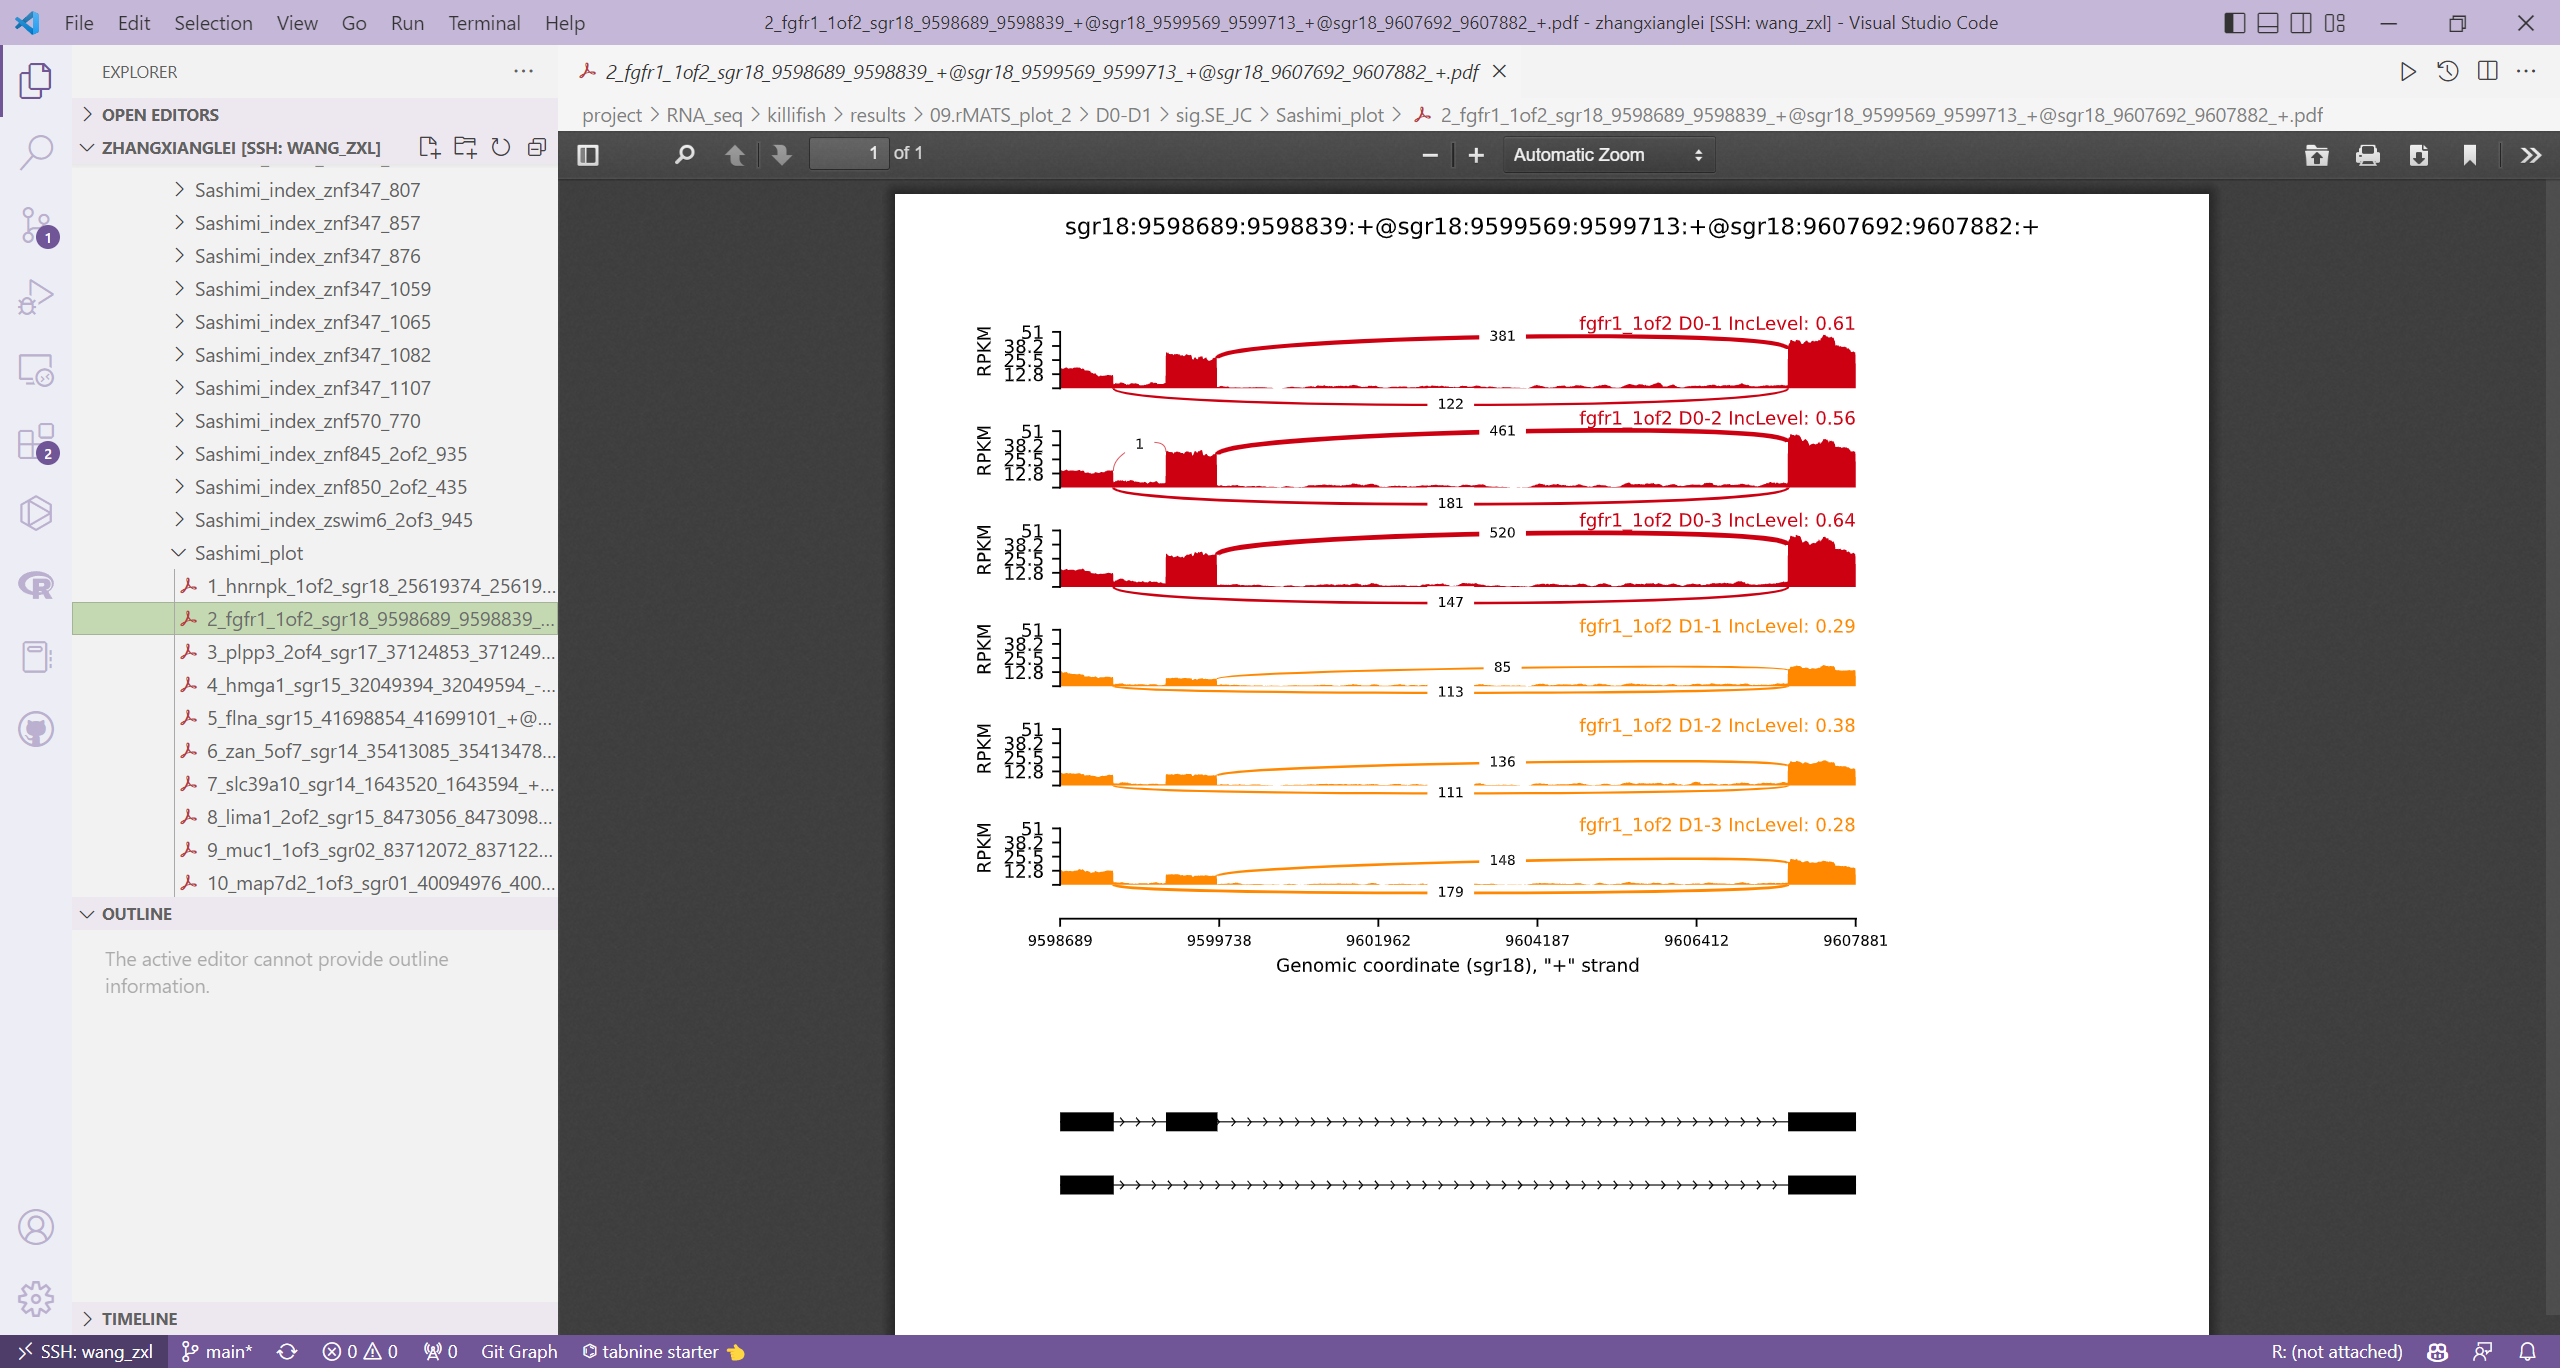 File Edit Selection View Go Run Terminal Help
2_fgfr1_1of2_sgr18_9598689_9598839_+@sgr18_9599569_9599713_+@sgr18_9607692_9607882_+.pdf - zhangxianglei [SSH: wang_zxl] - Visual Studio Code
EXPLORER
2_fgfr1_1of2_sgr18_9598689_9598839_+@sgr18_9599569_9599713_+@sgr18_9607692_9607882_+.pdf
OPEN EDITORS
project > RNA_seq > killifish > results > 09.rMATS_plot_2 > D0-D1 > sig.SE_JC > Sashimi_plot > 2_fgfr1_1of2_sgr18_9598689_9598839_+@sgr18_9599569_9599713_+@sgr18_9607692_9607882_+.pdf
ZHANGXIANGLEI [SSH: WANG_ZXL]
1 of 1
Automatic Zoom
Sashimi_index_znf347_807
Sashimi_index_znf347_857
Sashimi_index_znf347_876
Sashimi_index_znf347_1059
Sashimi_index_znf347_1065
Sashimi_index_znf347_1082
Sashimi_index_znf347_1107
Sashimi_index_znf570_770
Sashimi_index_znf845_2of2_935
Sashimi_index_znf850_2of2_435
Sashimi_index_zswim6_2of3_945
Sashimi_plot
1_hnrnpk_1of2_sgr18_25619374_25619...
2_fgfr1_1of2_sgr18_9598689_9598839_...
3_plpp3_2of4_sgr17_37124853_371249...
4_hmga1_sgr15_32049394_32049594_-...
5_flna_sgr15_41698854_41699101_+@...
6_zan_5of7_sgr14_35413085_35413478...
7_slc39a10_sgr14_1643520_1643594_+...
8_lima1_2of2_sgr15_8473056_8473098...
9_muc1_1of3_sgr02_83712072_837122...
10_map7d2_1of3_sgr01_40094976_400...
OUTLINE
The active editor cannot provide outline
information.
TIMELINE
1
2
sgr18:9598689:9598839:+@sgr18:9599569:9599713:+@sgr18:9607692:9607882:+
fgfr1_1of2 D0-1 IncLevel: 0.61
RPKM
51
38.2
25.5
12.8
381
122
fgfr1_1of2 D0-2 IncLevel: 0.56
RPKM
51
38.2
25.5
12.8
1
461
181
fgfr1_1of2 D0-3 IncLevel: 0.64
RPKM
51
38.2
25.5
12.8
520
147
fgfr1_1of2 D1-1 IncLevel: 0.29
RPKM
51
38.2
25.5
12.8
85
113
fgfr1_1of2 D1-2 IncLevel: 0.38
RPKM
51
38.2
25.5
12.8
136
111
fgfr1_1of2 D1-3 IncLevel: 0.28
RPKM
51
38.2
25.5
12.8
148
179
9598689 9599738 9601962 9604187 9606412 9607881
Genomic coordinate (sgr18), "+" strand
SSH: wang_zxl main* 0 0 0 Git Graph tabnine starter R: (not attached)